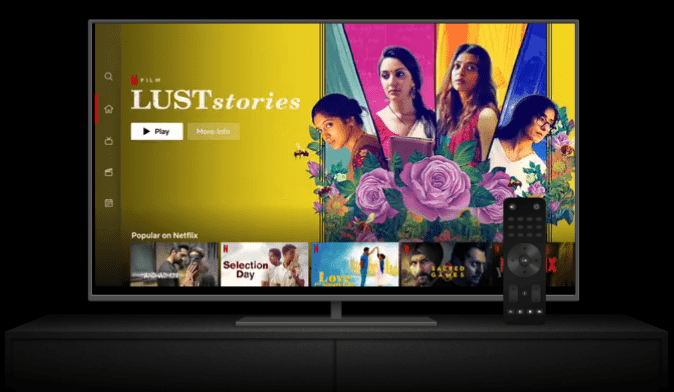 FILM
LUST stories
Play
More Info
Popular on Netflix
Selection
Day
Love
SACRED
GAMES